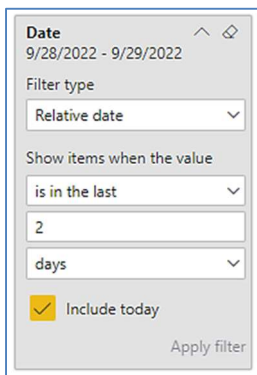 Date
9/28/2022 - 9/29/2022
Filter type
Relative date
Show items when the value
is in the last
2
days
Include today
Apply filter